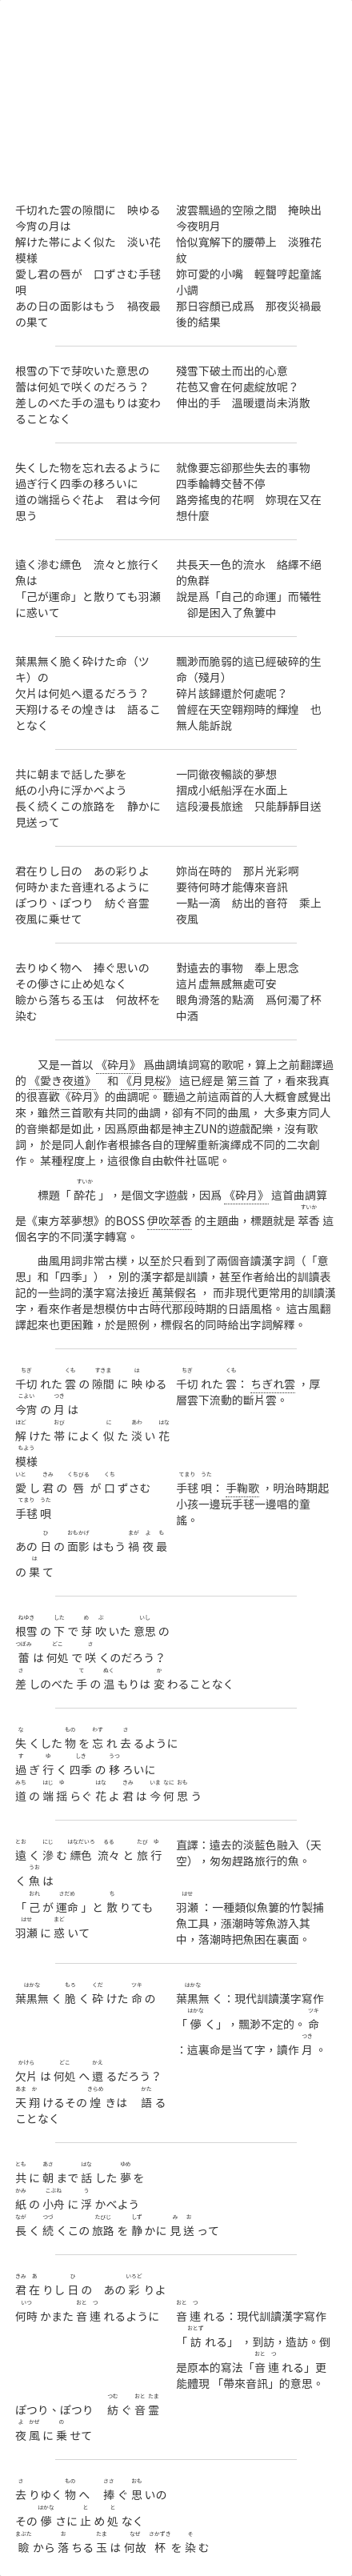 千切れた雲の隙間に　映ゆる
今宵の月は
解けた帯によく似た　淡い花
模様
愛し君の唇が　口ずさむ手毬
唄
あの日の面影はもう　禍夜最
の果て
波雲飄過的空隙之間　掩映出
今夜明月
恰似寬解下的腰帶上　淡雅花
紋
妳可愛的小嘴　輕聲哼起童謠
小調
那日容顏已成爲　那夜災禍最
後的結果
根雪の下で芽吹いた意思の
蕾は何処で咲くのだろう？
差しのべた手の温もりは変わ
ることなく
殘雪下破土而出的心意
花苞又會在何處綻放呢？
伸出的手　溫暖還尚未消散
失くした物を忘れ去るように
過ぎ行く四季の移ろいに
道の端揺らぐ花よ　君は今何
思う
就像要忘卻那些失去的事物
四季輪轉交替不停
路旁搖曳的花啊　妳現在又在
想什麼
遠く滲む縹色　流々と旅行く
魚は
「己が運命」と散りても羽瀬
に惑いて
共長天一色的流水　絡繹不絕
的魚群
說是爲「自己的命運」而犧牲
　卻是困入了魚簍中
葉黒無く脆く砕けた命（ツ
キ）の
欠片は何処へ還るだろう？
天翔けるその煌きは　語るこ
となく
飄渺而脆弱的這已經破碎的生
命（殘月）
碎片該歸還於何處呢？
曾經在天空翱翔時的輝煌　也
無人能訴說
共に朝まで話した夢を
紙の小舟に浮かべよう
長く続くこの旅路を　静かに
見送って
一同徹夜暢談的夢想
摺成小紙船浮在水面上
這段漫長旅途　只能靜靜目送
君在りし日の　あの彩りよ
何時かまた音連れるように
ぽつり、ぽつり　紡ぐ音霊
夜風に乗せて
妳尚在時的　那片光彩啊
要待何時才能傳來音訊
一點一滴　紡出的音符　乘上
夜風
去りゆく物へ　捧ぐ思いの
その儚さに止め処なく
瞼から落ちる玉は　何故杯を
染む
對遠去的事物　奉上思念
這片虛無感無處可安
眼角滑落的點滴　爲何濁了杯
中酒
又是一首以 《砕月》 爲曲調填詞寫的歌呢，算上之前翻譯過
的 《愛き夜道》 和 《月見桜》 這已經是 第三首 了，看來我真
的很喜歡《砕月》的曲調呢。 聽過之前這兩首的人大概會感覺出
來，雖然三首歌有共同的曲調，卻有不同的曲風， 大多東方同人
的音樂都是如此，因爲原曲都是神主ZUN的遊戲配樂，沒有歌
詞， 於是同人創作者根據各自的理解重新演繹成不同的二次創
作。 某種程度上，這很像自由軟件社區呢。
すいか
標題「 酔花 」，是個文字遊戲，因爲 《砕月》 這首曲調算
すいか
是《東方萃夢想》的BOSS 伊吹萃香 的主題曲，標題就是 萃香 這
個名字的不同漢字轉寫。
曲風用詞非常古樸，以至於只看到了兩個音讀漢字詞（「意
思」和「四季」）， 別的漢字都是訓讀，甚至作者給出的訓讀表
記的一些詞的漢字寫法接近 萬葉假名 ， 而非現代更常用的訓讀漢
字，看來作者是想模仿中古時代那段時期的日語風格。 這古風翻
譯起來也更困難，於是照例，標假名的同時給出字詞解釋。
ちぎ くも すきま は
千切 れた 雲 の 隙間 に 映 ゆる
こよい つき
今宵 の 月 は
ほど おび に あわ はな
解 けた 帯 によく 似 た 淡 い 花
もよう
模様
いと きみ くちびる くち
愛 し 君 の 唇 が 口 ずさむ
てまり うた
手毬 唄
ひ おもかげ まが よ も
あの 日 の 面影 はもう 禍 夜 最
は
の 果 て
ちぎ くも
千切 れた 雲： ちぎれ雲 ，厚
層雲下流動的斷片雲。
てまり うた
手毬 唄： 手鞠歌 ，明治時期起
小孩一邊玩手毬一邊唱的童
謠。
ねゆき した め ぶ いし
根雪 の 下 で 芽 吹 いた 意思 の
つぼみ どこ さ
蕾 は 何処 で 咲 くのだろう？
さ て ぬく か
差 しのべた 手 の 温 もりは 変 わることなく
な もの わす さ
失 くした 物 を 忘 れ 去 るように
す ゆ しき うつ
過 ぎ 行 く 四季 の 移 ろいに
みち はじ ゆ はな きみ いま なに おも
道 の 端 揺 らぐ 花 よ 君 は 今 何 思 う
とお にじ はなだいろ るる たび ゆ
遠 く 滲 む 縹色 流々 と 旅 行
うお
く 魚 は
おれ さだめ ち
「 己 が 運命 」と 散 りても
はせ まど
羽瀬 に 惑 いて
直譯：遠去的淡藍色融入（天
空），匆匆趕路旅行的魚。
はせ
羽瀬 ：一種類似魚簍的竹製捕
魚工具，漲潮時等魚游入其
中，落潮時把魚困在裏面。
はかな もろ くだ ツキ
葉黒無 く 脆 く 砕 けた 命 の
かけら どこ かえ
欠片 は 何処 へ 還 るだろう？
あま か きらめ かた
天 翔 けるその 煌 きは 語 る
ことなく
はかな
葉黒無 く：現代訓讀漢字寫作
はかな ツキ
「 儚 く」，飄渺不定的。 命
つき
：這裏命是当て字，讀作 月 。
とも あさ はな ゆめ
共 に 朝 まで 話 した 夢 を
かみ こぶね う
紙 の 小舟 に 浮 かべよう
なが つづ たびじ しず み おく
長 く 続 くこの 旅路 を 静 かに 見 送 って
きみ あ ひ いろど
君 在 りし 日 の あの 彩 りよ
いつ おと つ
何時 かまた 音 連 れるように
つむ おと たま
ぽつり、ぽつり 紡 ぐ 音 霊
よ かぜ の
夜 風 に 乗 せて
おと つ
音 連 れる：現代訓讀漢字寫作
おとず
「 訪 れる」 ，到訪，造訪。倒
おと つ
是原本的寫法「 音 連 れる」更
能體現 「帶來音訊」的意思。
さ もの ささ おも
去 りゆく 物 へ 捧 ぐ 思 いの
はかな と と
その 儚 さに 止 め 処 なく
まぶた お たま なぜ さかずき そ
瞼 から 落 ちる 玉 は 何故 杯 を 染 む